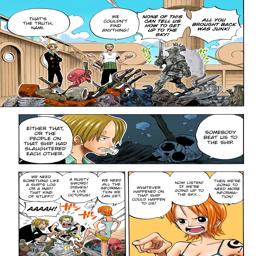 ALL YOU
BROUGHT BACK
WAS JUNK!
NONE OF THIS
CAN TELL US
HOW TO GET
UP TO THE
SKY!
WE
COULDN'T
FIND
ANYTHING!
THAT'S
THE TRUTH,
NAMI.
SOMEBODY
BEAT US TO
THE SHIP.
EITHER THAT,
OR THE
PEOPLE ON
THAT SHIP HAD
SLAUGHTERED
EACH OTHER.
THEN WE'RE
GOING TO
NEED MORE
INFOR-
MATION!
NOW LISTEN!
IF WE'RE
GOING UP TO
THE SKY...
WHATEVER
HAPPENED ON
THAT SHIP
COULD HAPPEN
TO US!
WE NEED
ALL THE
INFORMA-
TION WE
CAN GET.
A RUSTY
SWORD!
DISHES!
A LIVE
OCTOPUS!
WE NEED
SOMETHING LIKE
A SHIP'S LOG
OR A MAP!
THAT KIND
OF STUFF!!
AAAAH!!